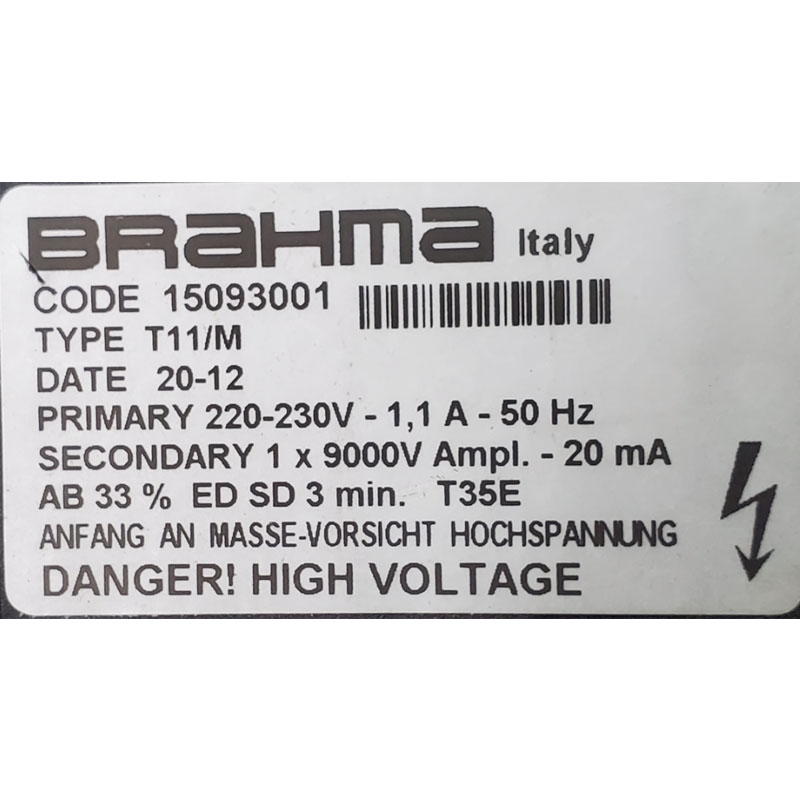 BRAHMA Italy
CODE 15093001
TYPE T11/M
DATE 20-12
PRIMARY 220-230V - 1,1 A - 50 Hz
SECONDARY 1 x 9000V Ampl. - 20 mA
AB 33 % ED SD 3 min. T35E
ANFANG AN MASSE-VORSICHT HOCHSPANNUNG
DANGER! HIGH VOLTAGE